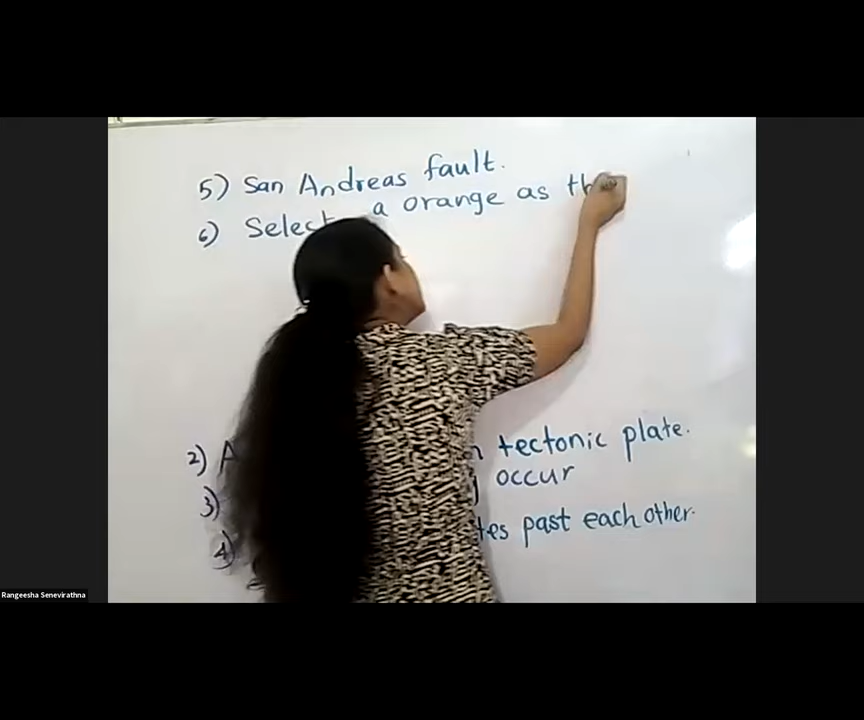 5) San Andreas fault.
6) Select a orange as th
2) A tectonic plate.
3) occur
4) past each other.
Rangeesha Senevirathna